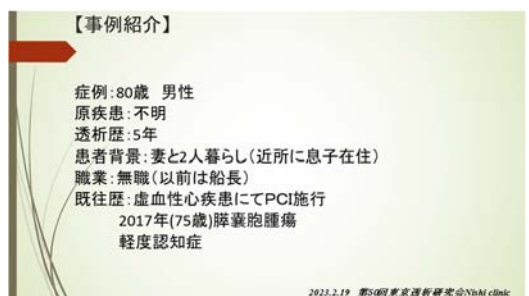 【事例紹介】
症例:80歳　男性
原疾患:不明
透析歴:5年
患者背景:妻と2人暮らし(近所に息子在住)
職業:無職(以前は船長)
既往歴:虚血性心疾患にてPCI施行
2017年(75歳)膵嚢胞腫瘍
軽度認知症
2023.2.19　第50回東京透析研究会Nishi clinic